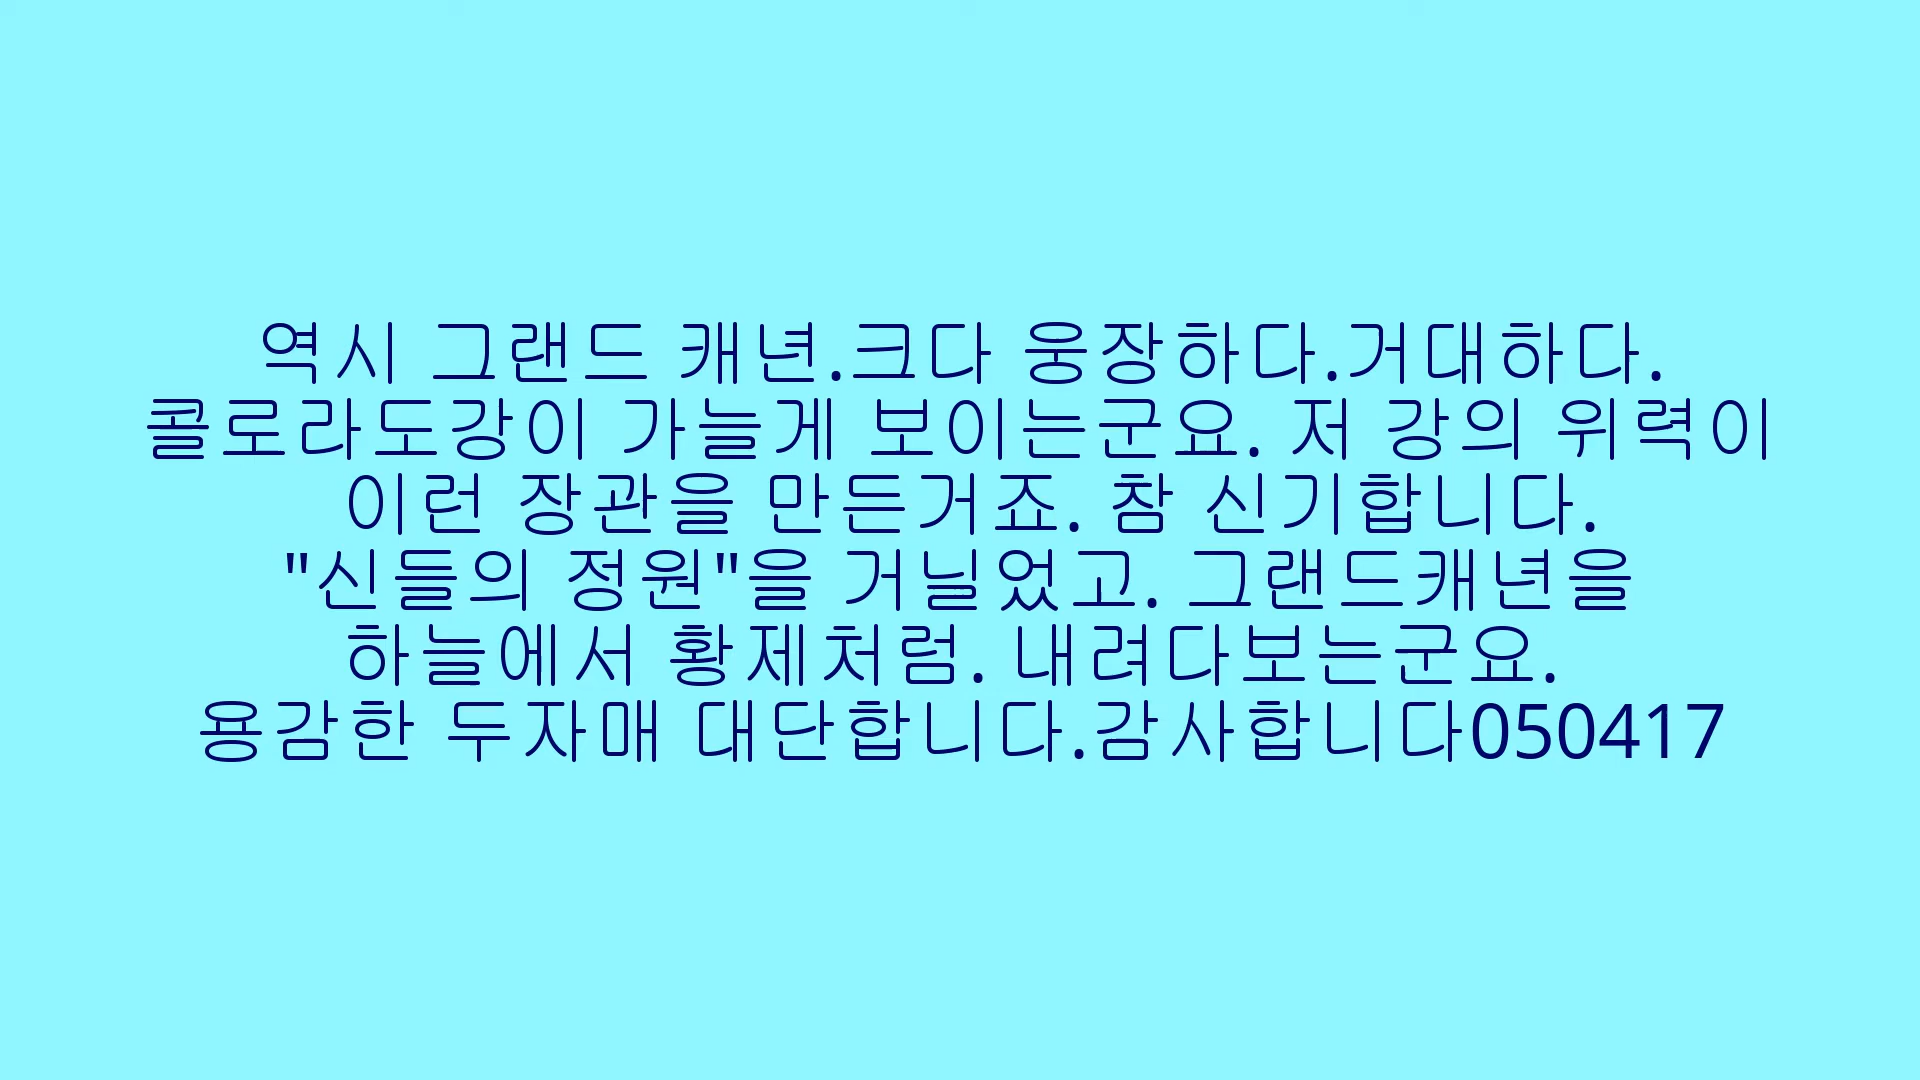 역시 그랜드 캐년.크다 웅장하다.거대하다.
콜로라도강이 가늘게 보이는군요. 저 강의 위력이
이런 장관을 만든거죠. 참 신기합니다.
"신들의 정원"을 거닐었고. 그랜드캐년을
하늘에서 황제처럼. 내려다보는군요.
용감한 두자매 대단합니다.감사합니다050417